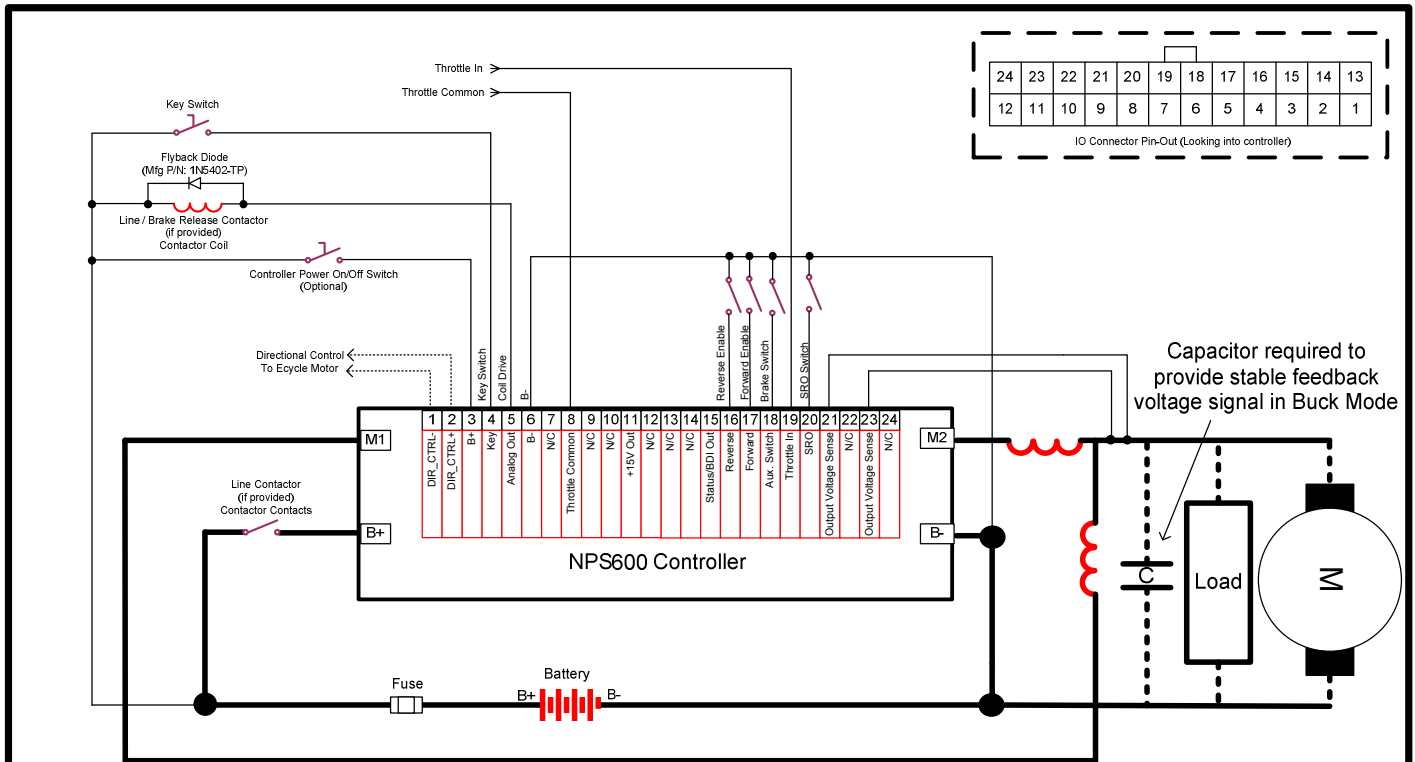 Throttle In
Throttle Common
Key Switch
Flyback Diode
(Mfg P/N: 1N5402-TP)
Line / Brake Release Contactor
(if provided)
Contactor Coil
Controller Power On/Off Switch
(Optional)
Directional Control
To Ecycle Motor
24 23 22 21 20 19 18 17 16 15 14 13
12 11 10 9 8 7 6 5 4 3 2 1
IO Connector Pin-Out (Looking into controller)
Key Switch
Coil Drive
B-
Reverse Enable
Forward Enable
Brake Switch
SRO Switch
Capacitor required to
provide stable feedback
voltage signal in Buck Mode
1 2 3 4 5 6 7 8 9 10 11 12 13 14 15 16 17 18 19 20 21 22 23 24
DIR_CTRL-
DIR_CTRL+
B+
Key
Analog Out
B-
N/C
Throttle Common
N/C
N/C
+15V Out
N/C
N/C
N/C
Status/BDI Out
Reverse
Forward
Aux. Switch
Throttle In
SRO
Output Voltage Sense
N/C
Output Voltage Sense
N/C
M1
M2
B+
B-
NPS600 Controller
Line Contactor
(if provided)
Contactor Contacts
C
Load
M
Fuse
Battery
B+
B-